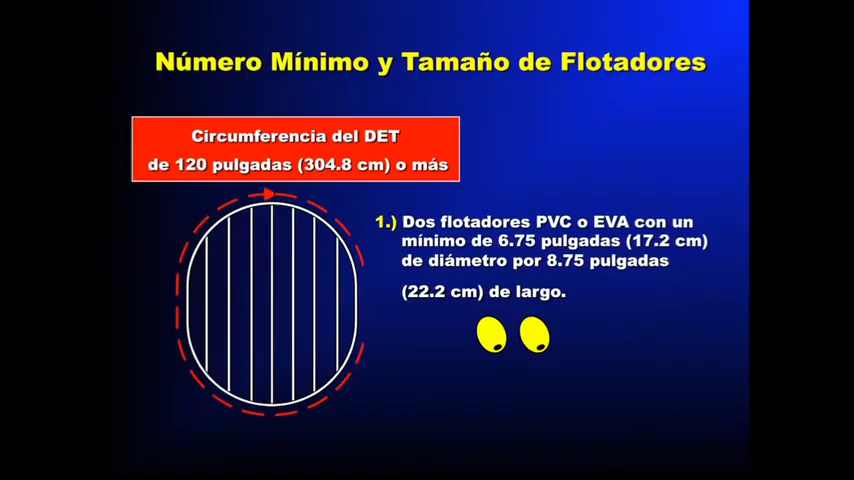 Número Mínimo y Tamaño de Flotadores
Circumferencia del DET
de 120 pulgadas (304.8 cm) o más
1.) Dos flotadores PVC o EVA con un
mínimo de 6.75 pulgadas (17.2 cm)
de diámetro por 8.75 pulgadas
(22.2 cm) de largo.